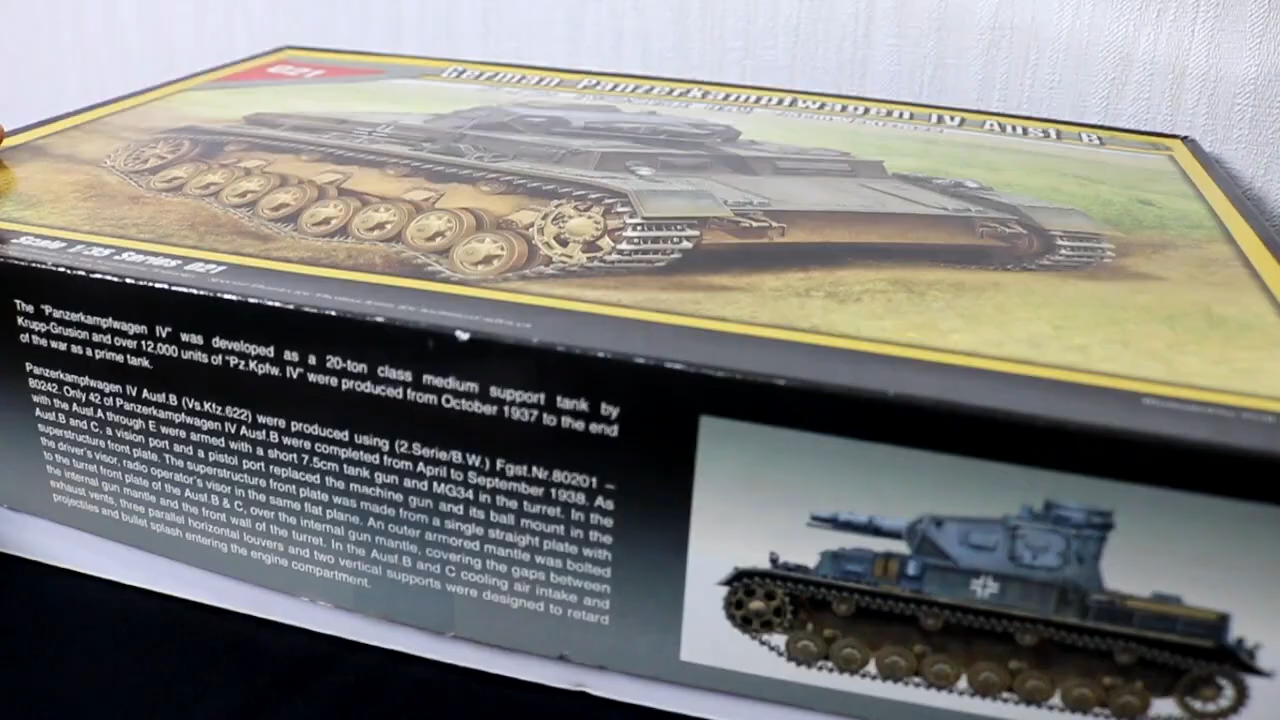 021
German Panzerkampfwagen IV Ausf B
Scale 1/35 Series 021
The "Panzerkampfwagen IV" was developed as a 20-ton class medium support tank by
Krupp-Grusion and over 12,000 units of "Pz.Kpfw. IV" were produced from October 1937 to the end
of the war as a prime tank.
Panzerkampfwagen IV Ausf.B (Vs.Kfz.622) were produced using (2.Serie/B.W.) Fgst.Nr.80201 –
80242. Only 42 of Panzerkampfwagen IV Ausf.B were completed from April to September 1938. As
with the Ausf.A through E were armed with a short 7.5cm tank gun and MG34 in the turret. In the
Ausf.B and C, a vision port and a pistol port replaced the machine gun and its ball mount in the
superstructure front plate. The superstructure front plate was made from a single straight plate with
the driver's visor, radio operator's visor in the same flat plane. An outer armored mantle was bolted
to the turret front plate of the Ausf.B & C, over the internal gun mantle, covering the gaps between
the internal gun mantle and the front wall of the turret. In the Ausf.B and C cooling air intake and
exhaust vents, three parallel horizontal louvers and two vertical supports were designed to retard
projectiles and bullet splash entering the engine compartment.